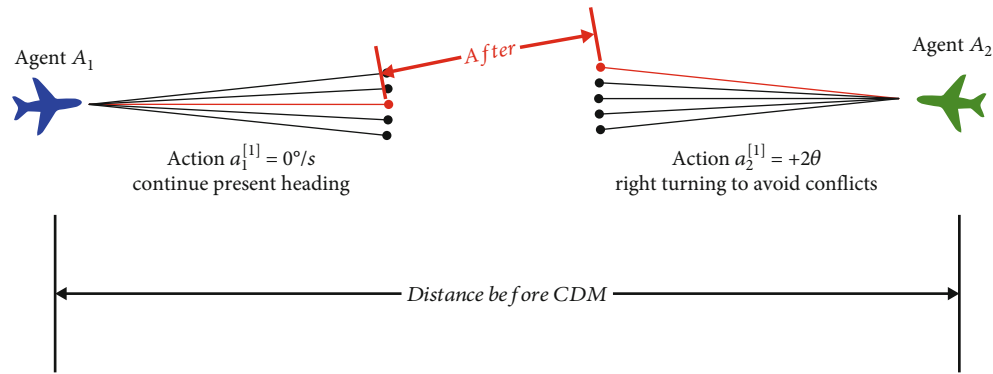 Agent A₁
After
Agent A₂
Action a₁^[1] = 0°/s
continue present heading
Action a₂^[1] = +2θ
right turning to avoid conflicts
Distance before CDM